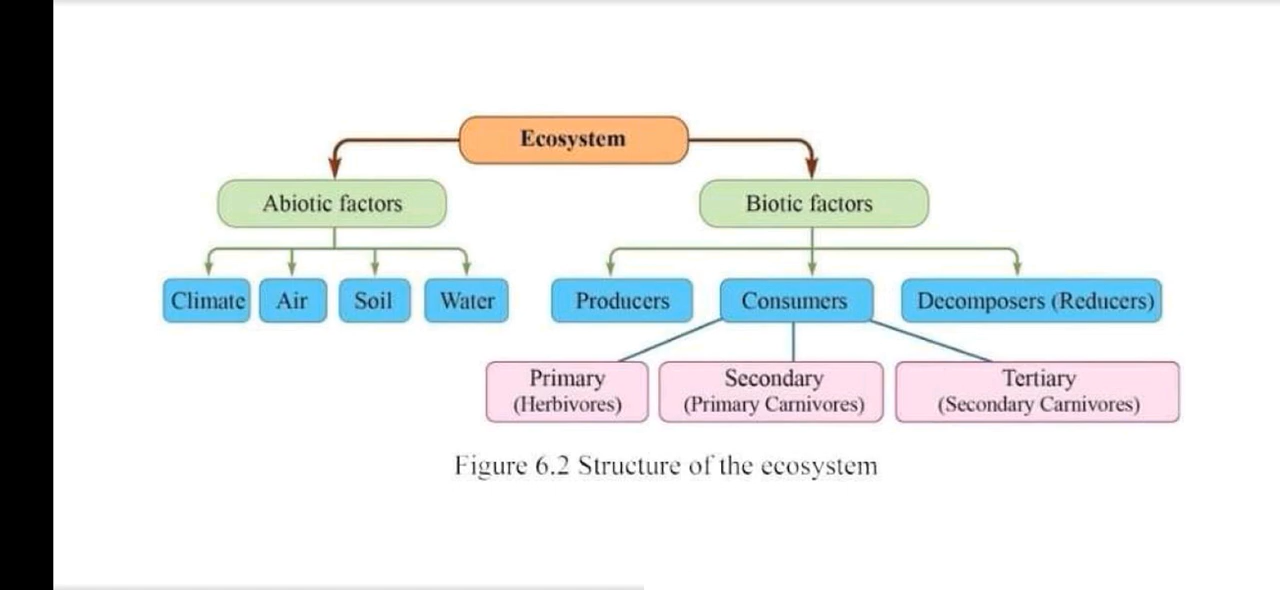 Ecosystem
Abiotic factors
Biotic factors
Climate
Air
Soil
Water
Producers
Consumers
Decomposers (Reducers)
Primary
(Herbivores)
Secondary
(Primary Carnivores)
Tertiary
(Secondary Carnivores)
Figure 6.2 Structure of the ecosystem